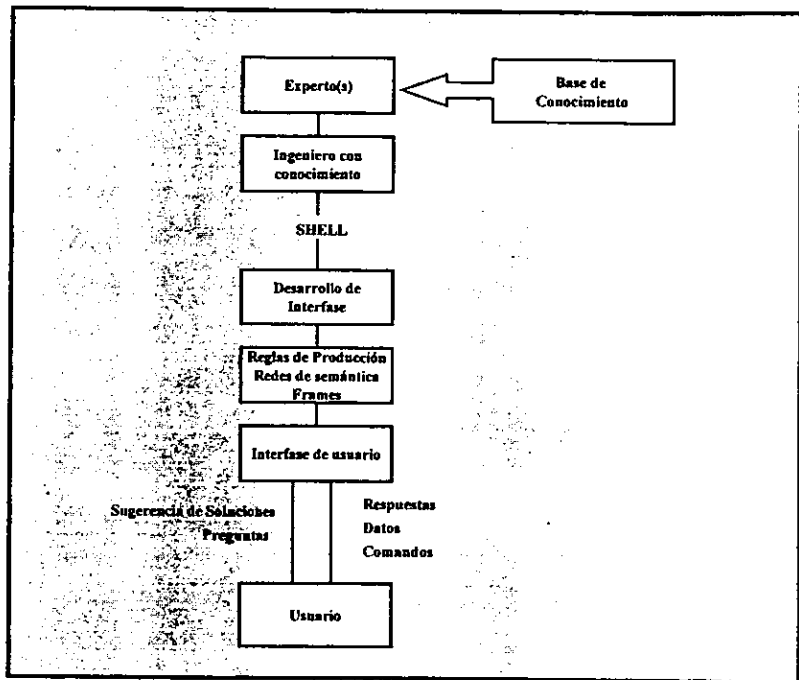 Experto(s)
Base de
Conocimiento
Ingeniero con
conocimiento
SHELL
Desarrollo de
Interfase
Reglas de Producción
Redes de semántica
Frames
Interfase de usuario
Sugerencia de Soluciones
Preguntas
Respuestas
Datos
Comandos
Usuario